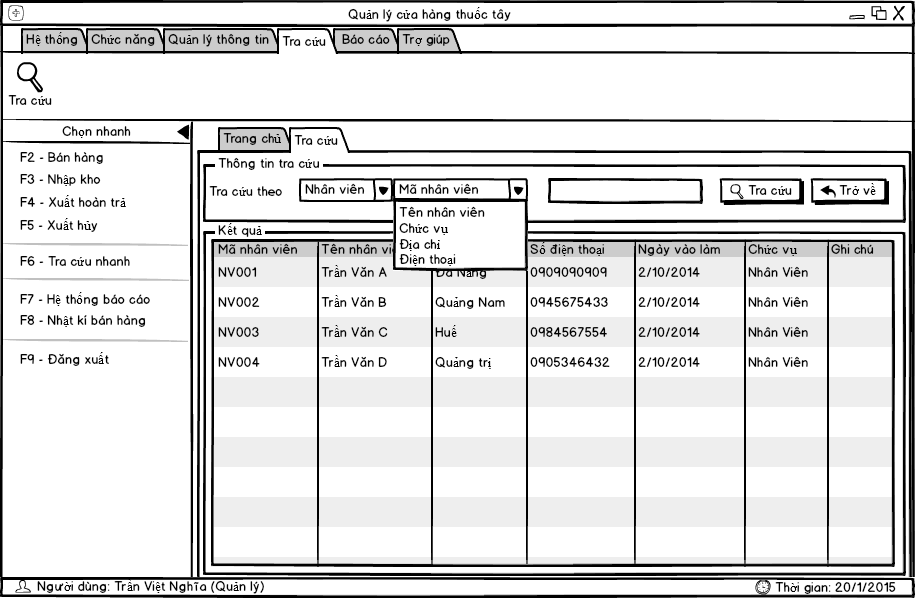 Quản lý cửa hàng thuốc tây
Hệ thống Chức năng Quản lý thông tin Tra cứu Báo cáo Trợ giúp
Tra cứu
Chọn nhanh
F2 - Bán hàng
F3 - Nhập kho
F4 - Xuất hoàn trả
F5 - Xuất hủy
F6 - Tra cứu nhanh
F7 - Hệ thống báo cáo
F8 - Nhật kí bán hàng
F9 - Đăng xuất
Trang chủ Tra cứu
Thông tin tra cứu
Tra cứu theo Nhân viên Mã nhân viên Tra cứu Trở về
Tên nhân viên
Chức vụ
Địa chỉ
Điện thoại
Kết quả
Mã nhân viên Tên nhân Số điện thoại Ngày vào làm Chức vụ Ghi chú
NV001 Trần Văn A Đà Nẵng 0909090909 2/10/2014 Nhân Viên
NV002 Trần Văn B Quảng Nam 0945675433 2/10/2014 Nhân Viên
NV003 Trần Văn C Huế 0984567554 2/10/2014 Nhân Viên
NV004 Trần Văn D Quảng trị 0905346432 2/10/2014 Nhân Viên
Người dùng: Trần Việt Nghĩa (Quản lý) Thời gian: 20/1/2015